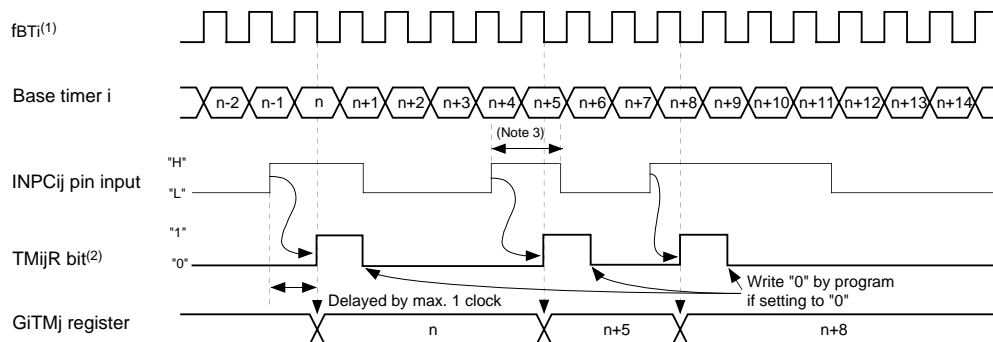 fBTi(1)
Base timer i
n-2 n-1 n n+1 n+2 n+3 n+4 n+5 n+6 n+7 n+8 n+9 n+10 n+11 n+12 n+13 n+14
(Note 3)
"H"
INPCij pin input
"L"
"1"
TMijR bit(2)
"0"
Write "0" by program
if setting to "0"
Delayed by max. 1 clock
GiTMj register
n n+5 n+8